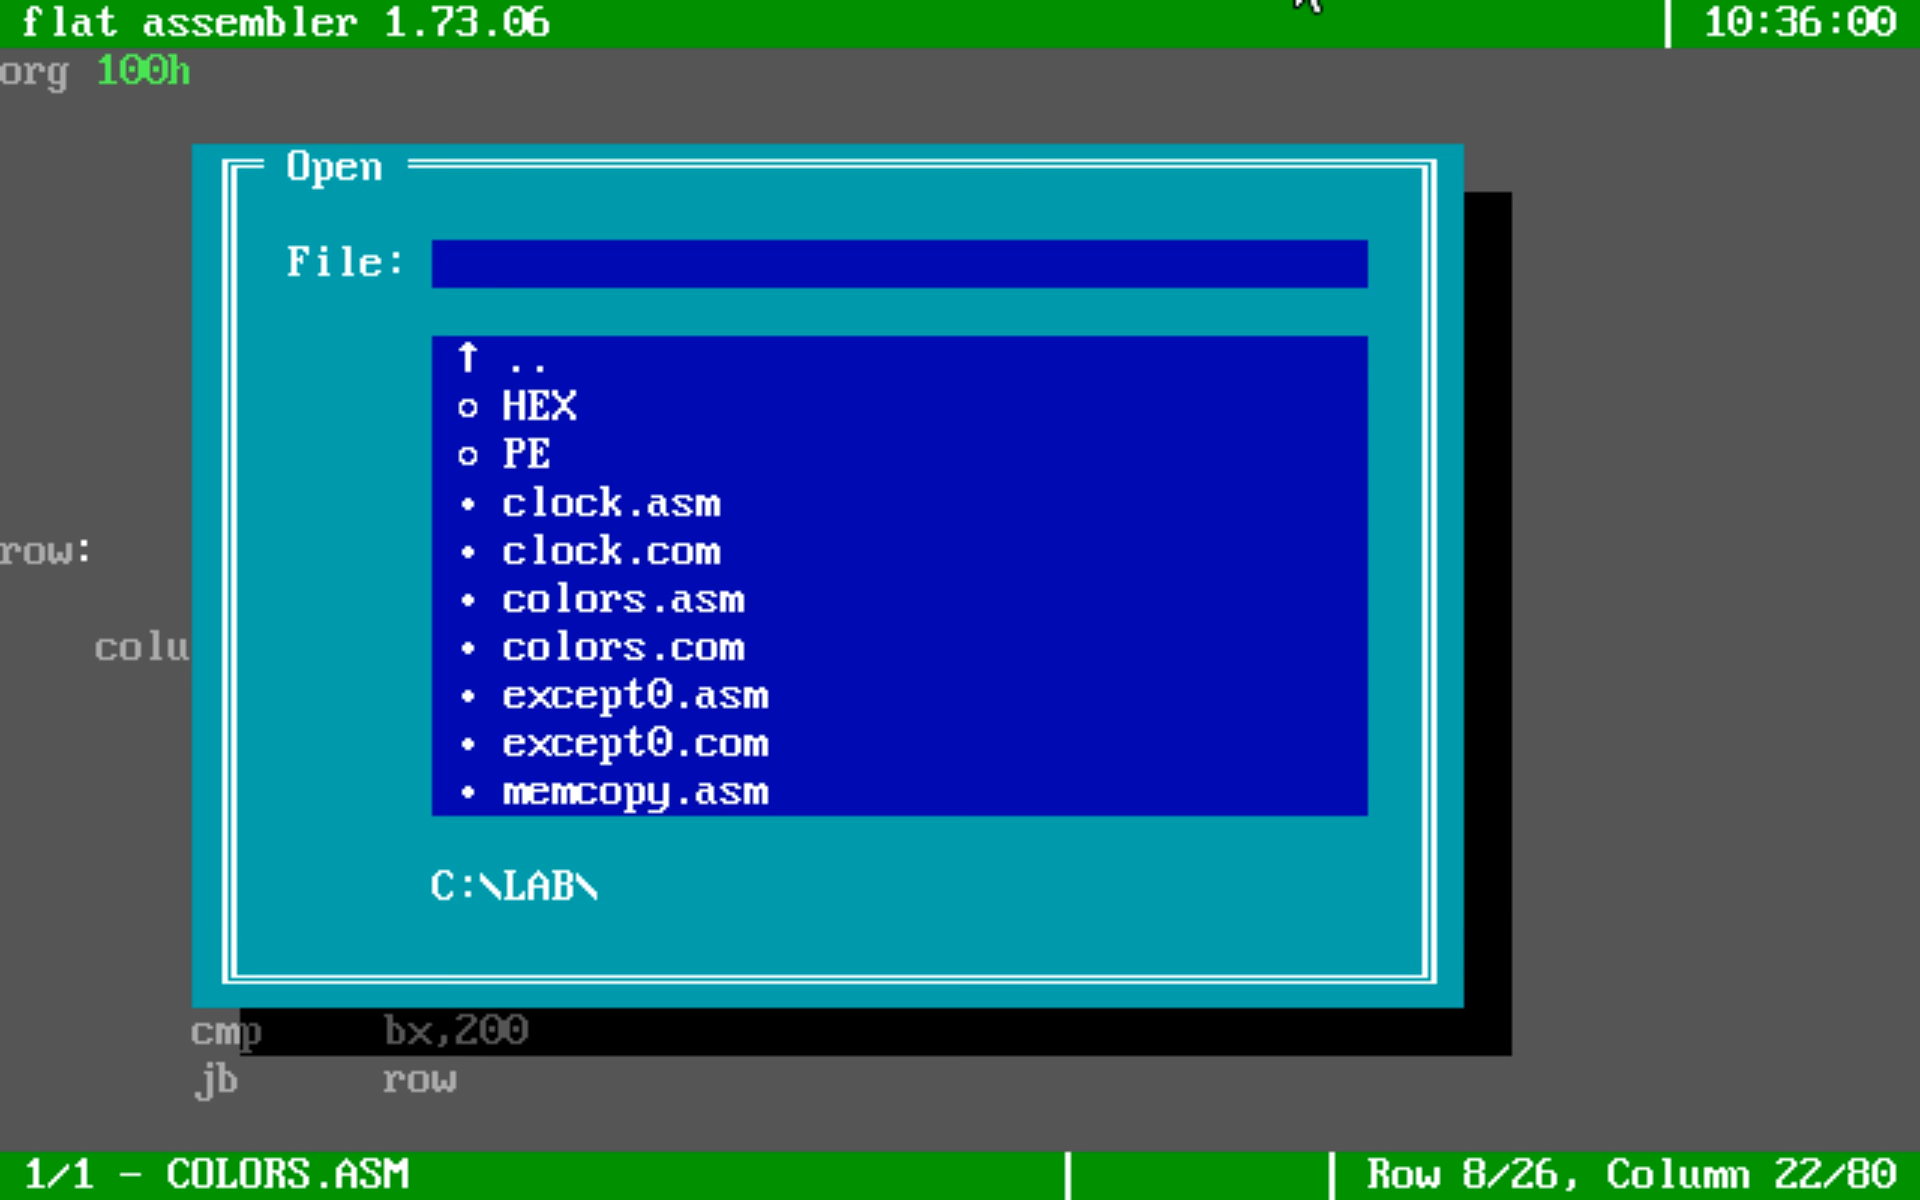 flat assembler 1.73.06 10:36:00
org 100h
Open
File:
↑ ..
○ HEX
○ PE
• clock.asm
• clock.com
row:
• colors.asm
colu • colors.com
• except0.asm
• except0.com
• memcopy.asm
C:\LAB\
cmp bx,200
jb row
1/1 - COLORS.ASM Row 8/26, Column 22/80